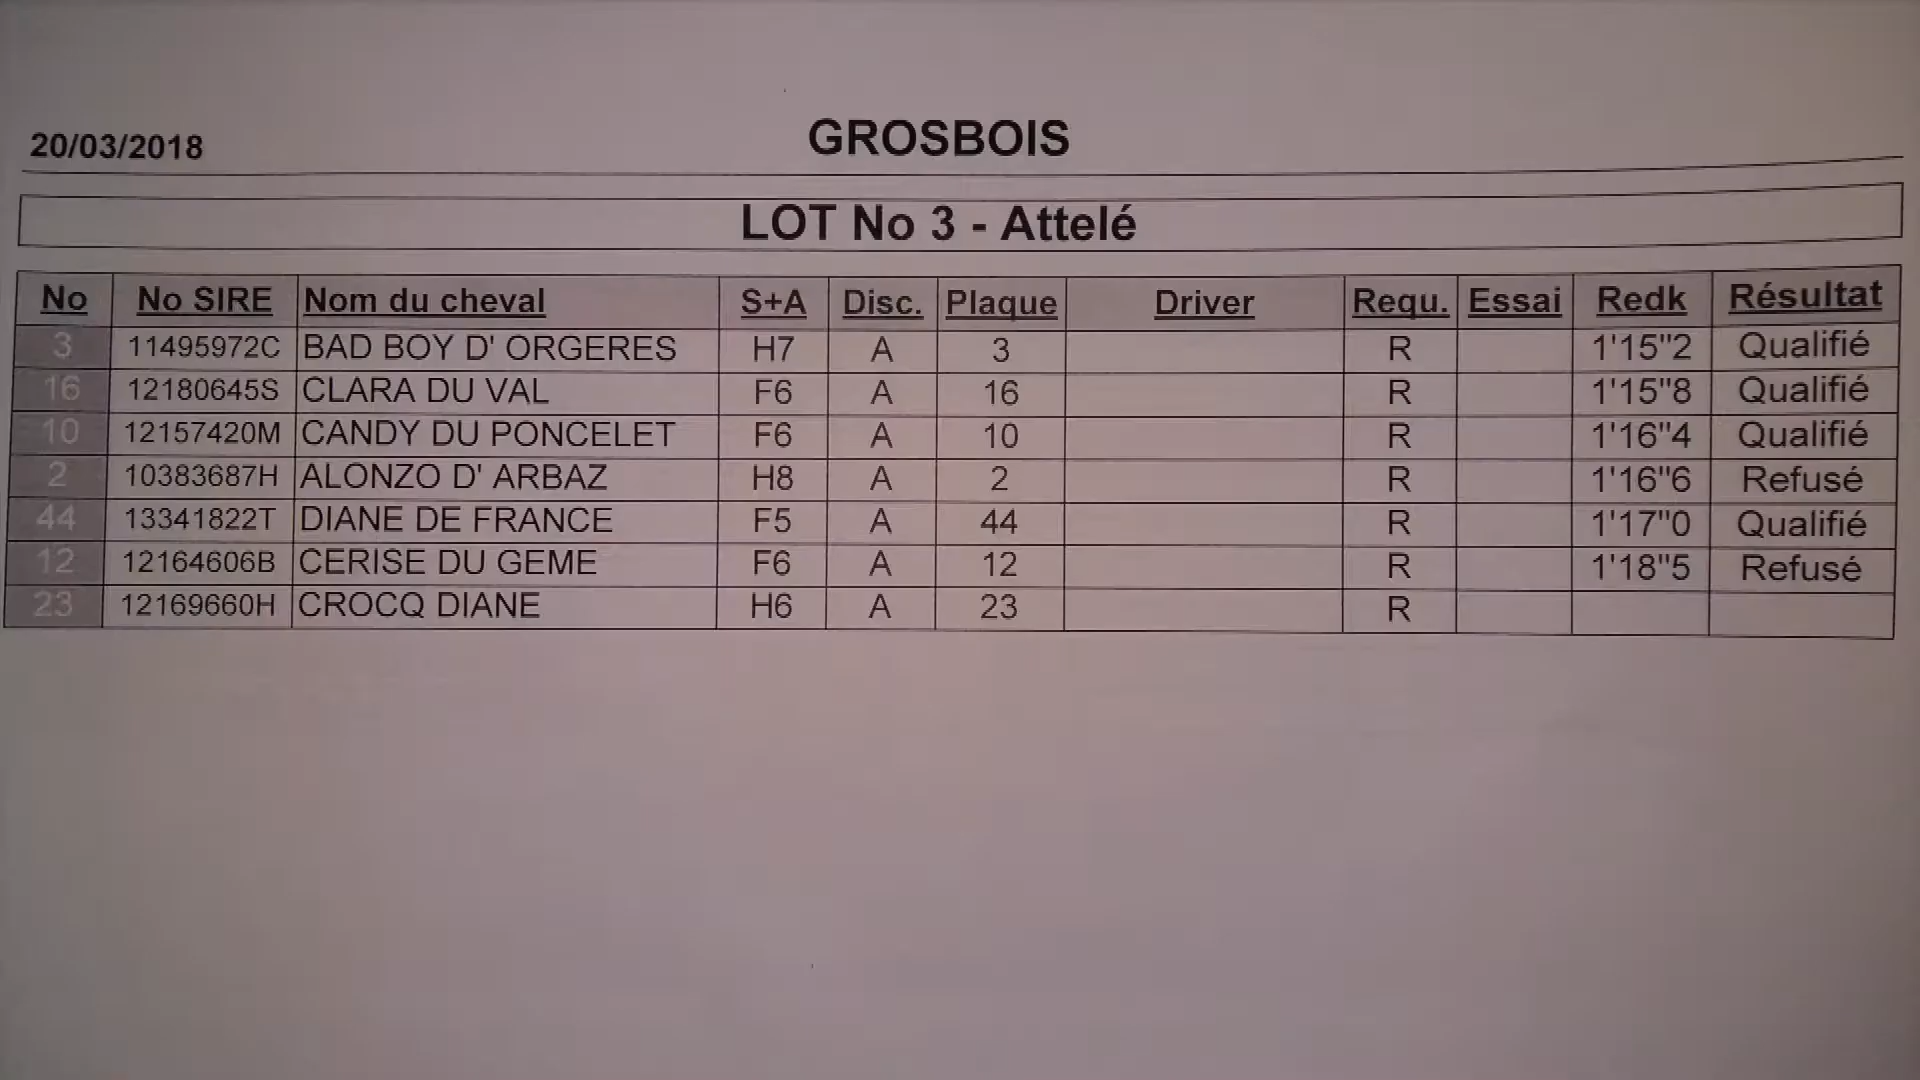 20/03/2018 GROSBOIS
LOT No 3 - Attelé
No No SIRE Nom du cheval S+A Disc. Plaque Driver Requ. Essai Redk Résultat
3 11495972C BAD BOY D' ORGERES H7 A 3 R 1'15"2 Qualifié
16 12180645S CLARA DU VAL F6 A 16 R 1'15"8 Qualifié
10 12157420M CANDY DU PONCELET F6 A 10 R 1'16"4 Qualifié
2 10383687H ALONZO D' ARBAZ H8 A 2 R 1'16"6 Refusé
44 13341822T DIANE DE FRANCE F5 A 44 R 1'17"0 Qualifié
12 12164606B CERISE DU GEME F6 A 12 R 1'18"5 Refusé
23 12169660H CROCQ DIANE H6 A 23 R